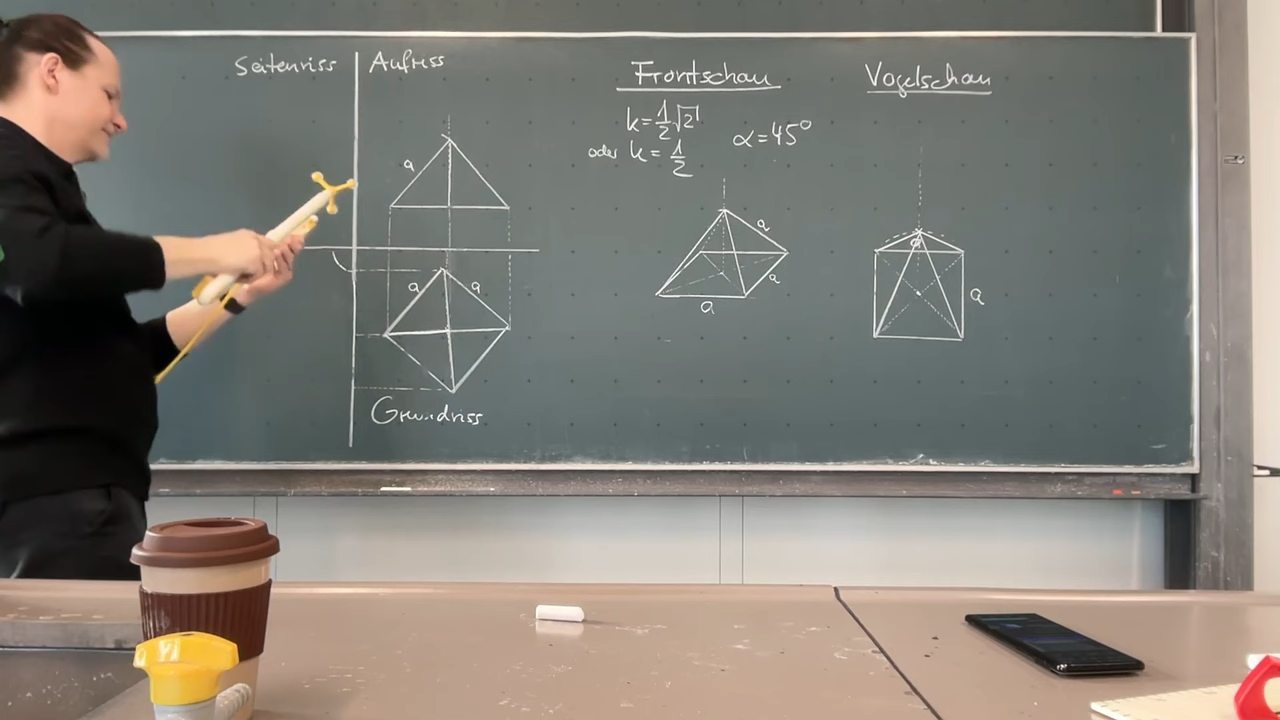 Seitenriss
Aufriss
a
a
a
Grundriss
Frontschau
k=1/2√2
oder k=1/2
α=45°
a
a
a
Vogelschau
a